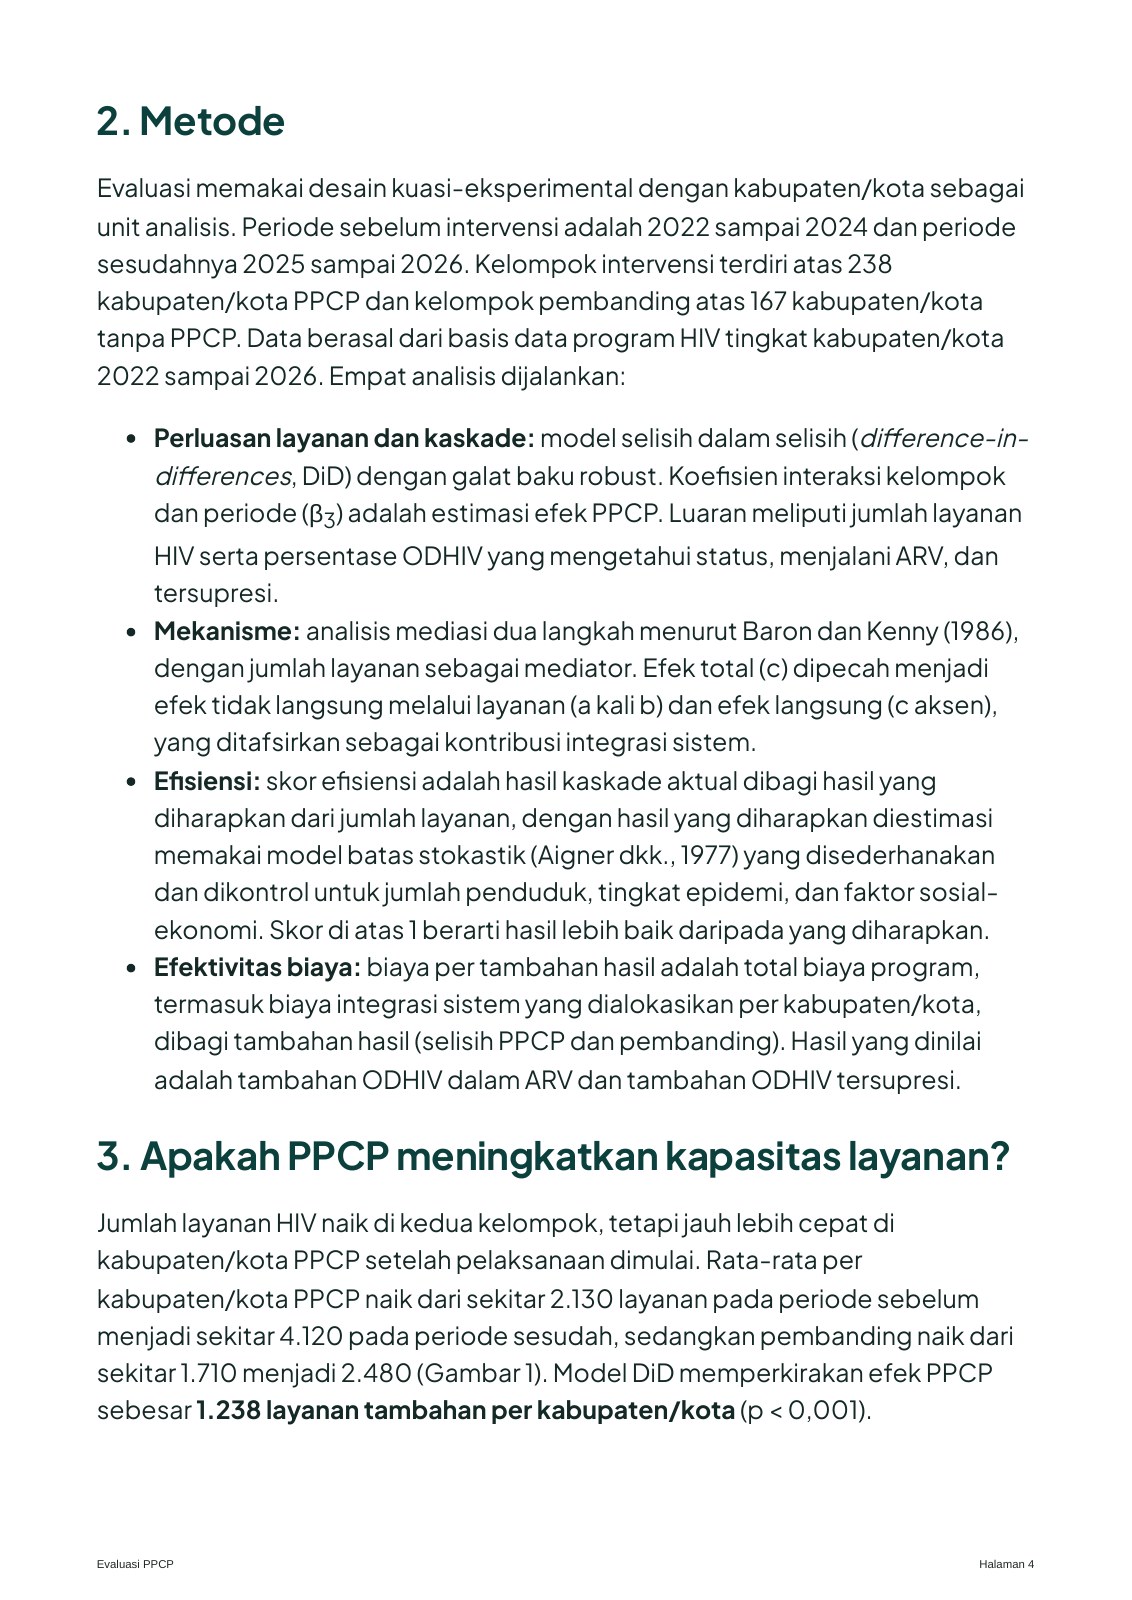 2. Metode
Evaluasi memakai desain kuasi-eksperimental dengan kabupaten/kota sebagai
unit analisis. Periode sebelum intervensi adalah 2022 sampai 2024 dan periode
sesudahnya 2025 sampai 2026. Kelompok intervensi terdiri atas 238
kabupaten/kota PPCP dan kelompok pembanding atas 167 kabupaten/kota
tanpa PPCP. Data berasal dari basis data program HIV tingkat kabupaten/kota
2022 sampai 2026. Empat analisis dijalankan:
• Perluasan layanan dan kaskade: model selisih dalam selisih (difference-in-
differences, DiD) dengan galat baku robust. Koefisien interaksi kelompok
dan periode (β₃) adalah estimasi efek PPCP. Luaran meliputi jumlah layanan
HIV serta persentase ODHIV yang mengetahui status, menjalani ARV, dan
tersupresi.
• Mekanisme: analisis mediasi dua langkah menurut Baron dan Kenny (1986),
dengan jumlah layanan sebagai mediator. Efek total (c) dipecah menjadi
efek tidak langsung melalui layanan (a kali b) dan efek langsung (c aksen),
yang ditafsirkan sebagai kontribusi integrasi sistem.
• Efisiensi: skor efisiensi adalah hasil kaskade aktual dibagi hasil yang
diharapkan dari jumlah layanan, dengan hasil yang diharapkan diestimasi
memakai model batas stokastik (Aigner dkk., 1977) yang disederhanakan
dan dikontrol untuk jumlah penduduk, tingkat epidemi, dan faktor sosial-
ekonomi. Skor di atas 1 berarti hasil lebih baik daripada yang diharapkan.
• Efektivitas biaya: biaya per tambahan hasil adalah total biaya program,
termasuk biaya integrasi sistem yang dialokasikan per kabupaten/kota,
dibagi tambahan hasil (selisih PPCP dan pembanding). Hasil yang dinilai
adalah tambahan ODHIV dalam ARV dan tambahan ODHIV tersupresi.
3. Apakah PPCP meningkatkan kapasitas layanan?
Jumlah layanan HIV naik di kedua kelompok, tetapi jauh lebih cepat di
kabupaten/kota PPCP setelah pelaksanaan dimulai. Rata-rata per
kabupaten/kota PPCP naik dari sekitar 2.130 layanan pada periode sebelum
menjadi sekitar 4.120 pada periode sesudah, sedangkan pembanding naik dari
sekitar 1.710 menjadi 2.480 (Gambar 1). Model DiD memperkirakan efek PPCP
sebesar 1.238 layanan tambahan per kabupaten/kota (p < 0,001).
Evaluasi PPCP
Halaman 4